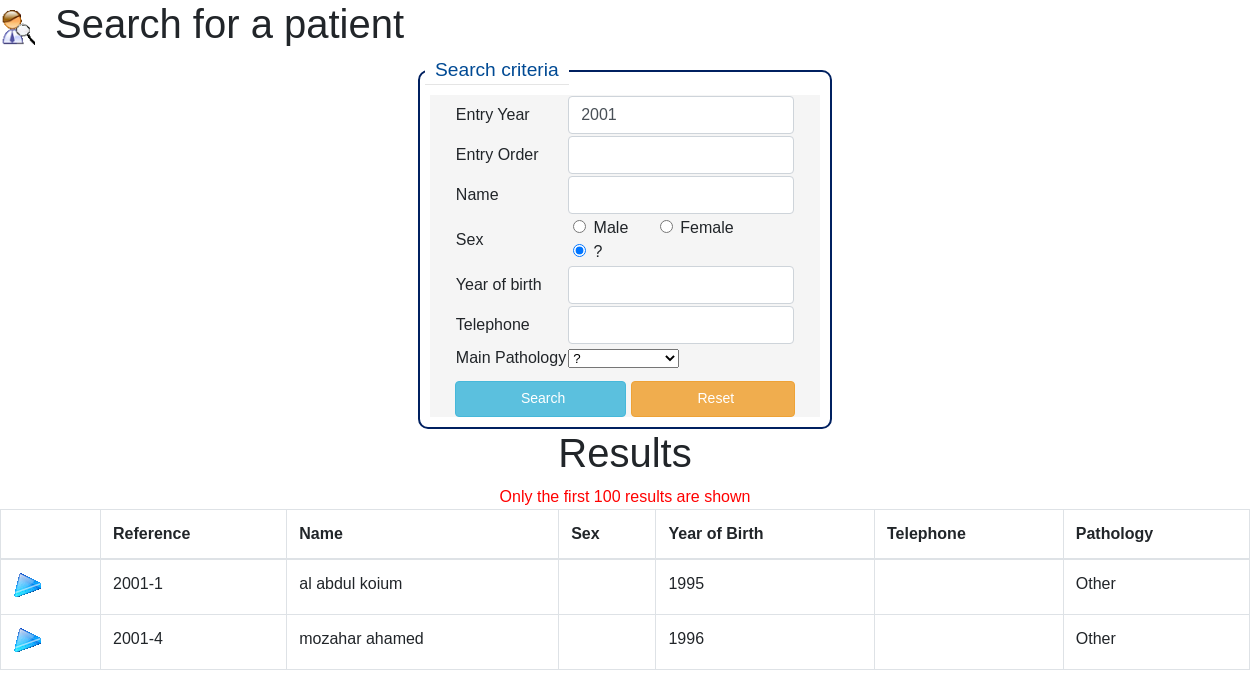 Search for a patient
Search criteria
Entry Year 2001
Entry Order
Name
Sex Male Female
?
Year of birth
Telephone
Main Pathology ?
Search Reset
Results
Only the first 100 results are shown
Reference Name Sex Year of Birth Telephone Pathology
2001-1 al abdul koium 1995 Other
2001-4 mozahar ahamed 1996 Other